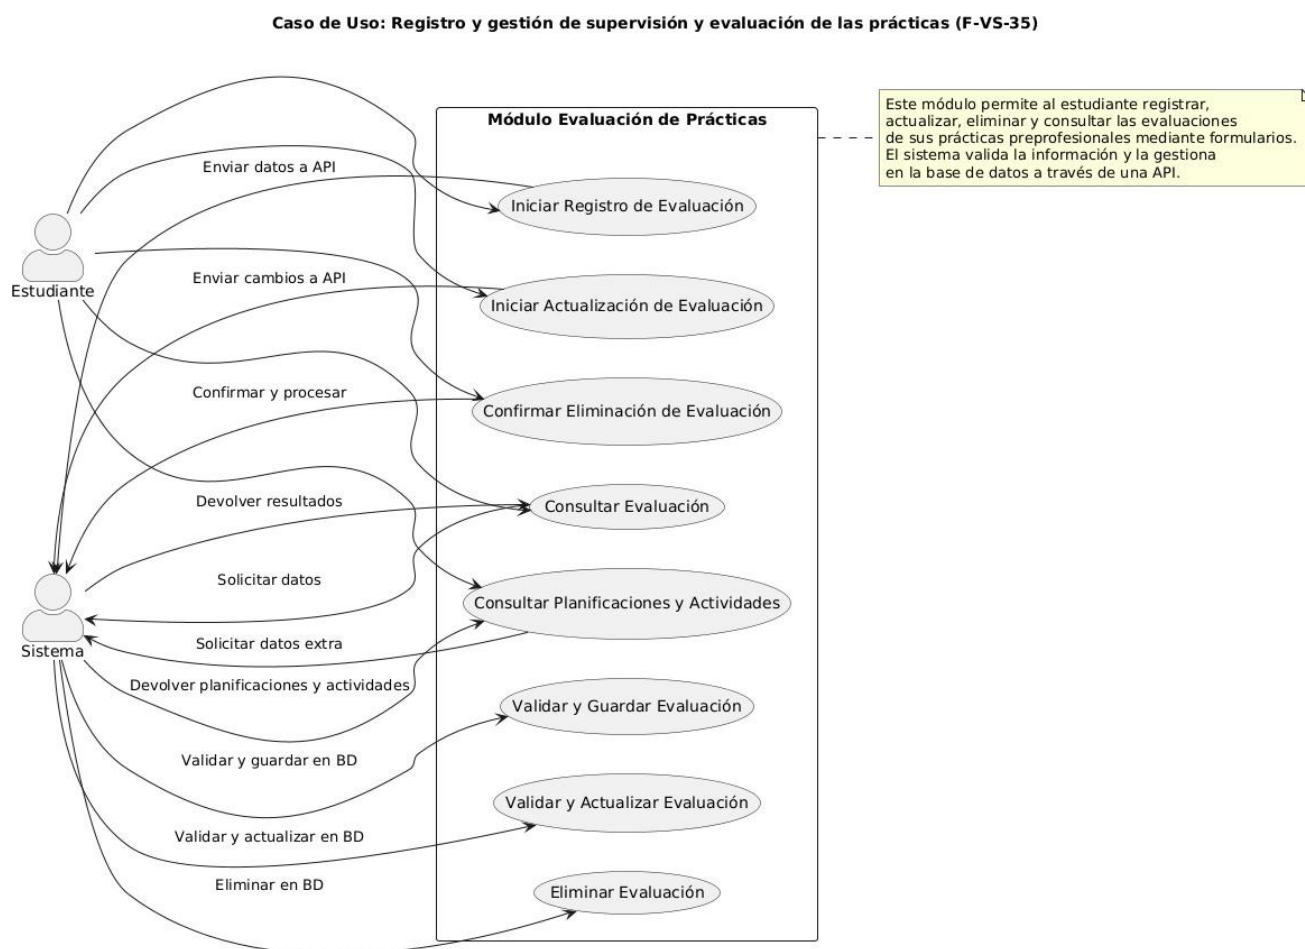 Caso de Uso: Registro y gestión de supervisión y evaluación de las prácticas (F-VS-35)
Este módulo permite al estudiante registrar,
actualizar, eliminar y consultar las evaluaciones
de sus prácticas preprofesionales mediante formularios.
El sistema valida la información y la gestiona
en la base de datos a través de una API.
Módulo Evaluación de Prácticas
Enviar datos a API
Iniciar Registro de Evaluación
Estudiante
Enviar cambios a API
Iniciar Actualización de Evaluación
Confirmar y procesar
Confirmar Eliminación de Evaluación
Devolver resultados
Consultar Evaluación
Solicitar datos
Consultar Planificaciones y Actividades
Solicitar datos extra
Sistema
Devolver planificaciones y actividades
Validar y Guardar Evaluación
Validar y guardar en BD
Validar y Actualizar Evaluación
Validar y actualizar en BD
Eliminar en BD
Eliminar Evaluación